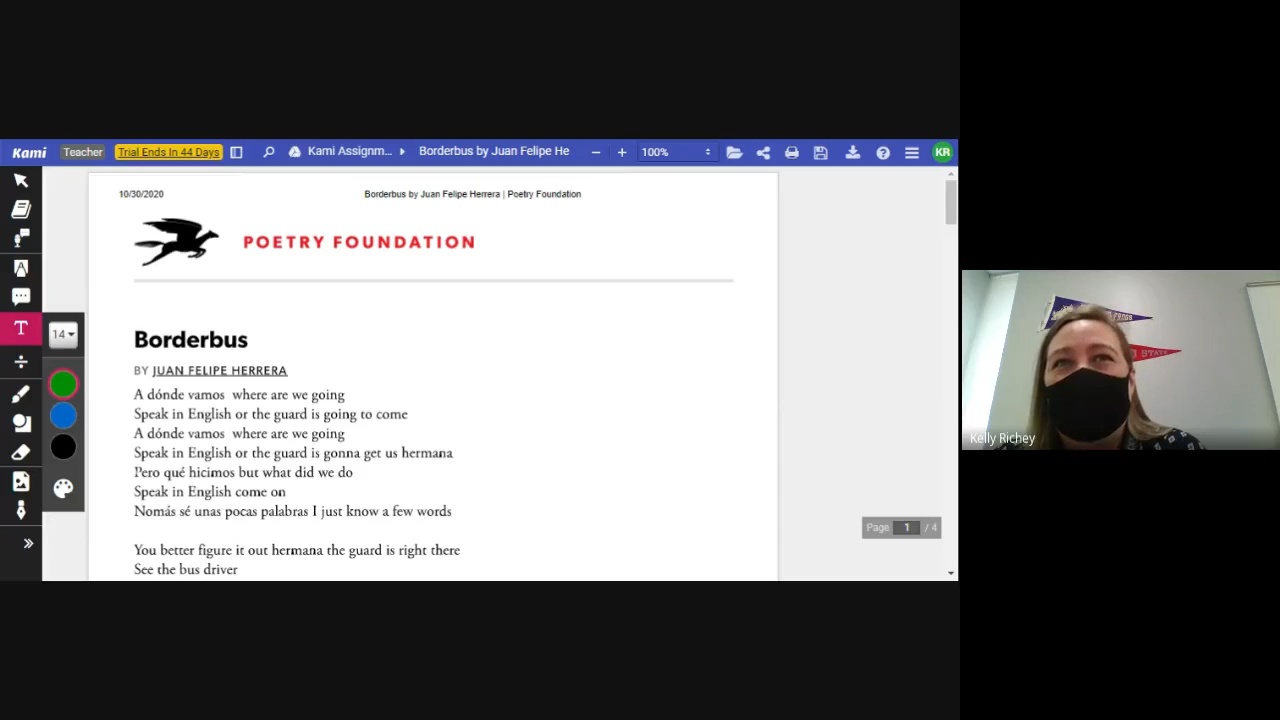 Kami Teacher Trial Ends In 44 Days Kami Assignm... Borderbus by Juan Felipe He 100% KR
10/30/2020 Borderbus by Juan Felipe Herrera | Poetry Foundation
POETRY FOUNDATION
14
Borderbus
BY JUAN FELIPE HERRERA
A dónde vamos where are we going
Speak in English or the guard is going to come
A dónde vamos where are we going
Speak in English or the guard is gonna get us hermana
Pero qué hicimos but what did we do
Speak in English come on
Nomás sé unas pocas palabras I just know a few words
You better figure it out hermana the guard is right there
See the bus driver
Page 1 / 4
STATE
Kelly Richey